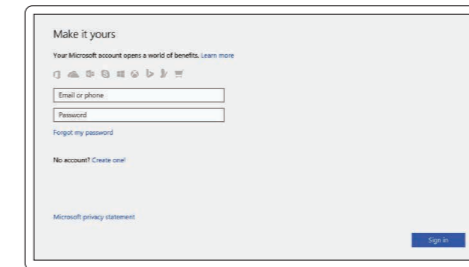 Make it yours
Your Microsoft account opens a world of benefits. Learn more
Email or phone
Password
Forgot my password
No account? Create one!
Microsoft privacy statement
Sign in